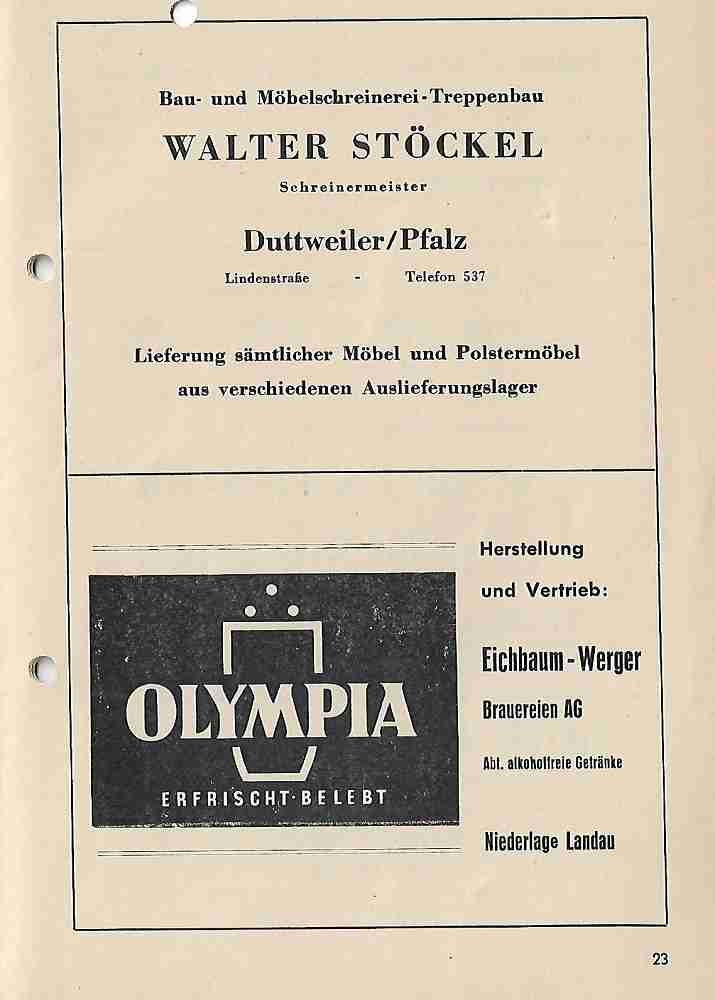 Bau- und Möbelschreinerei-Treppenbau
WALTER STÖCKEL
Schreinermeister
Duttweiler/Pfalz
Lindenstraße - Telefon 537
Lieferung sämtlicher Möbel und Polstermöbel
aus verschiedenen Auslieferungslager
OLYMPIA
ERFRISCHT·BELEBT
Herstellung
und Vertrieb:
Eichbaum-Werger
Brauereien AG
Abt. alkoholfreie Getränke
Niederlage Landau
23